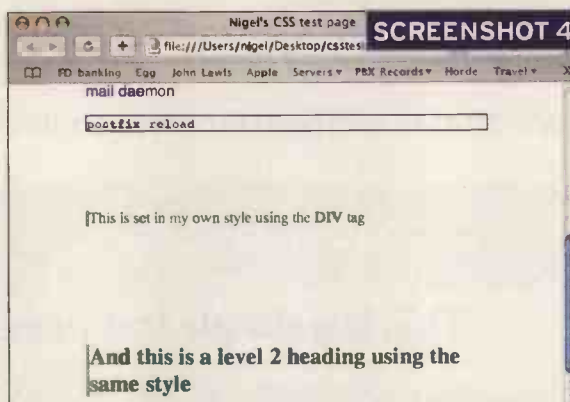 Nigel's CSS test page
SCREENSHOT 4
file:///Users/nigel/Desktop/csstes
FD banking Egg John Lewis Apple Servers PBX Records Horde Travel X
mail daemon
postfix reload
This is set in my own style using the DIV tag
And this is a level 2 heading using the
same style